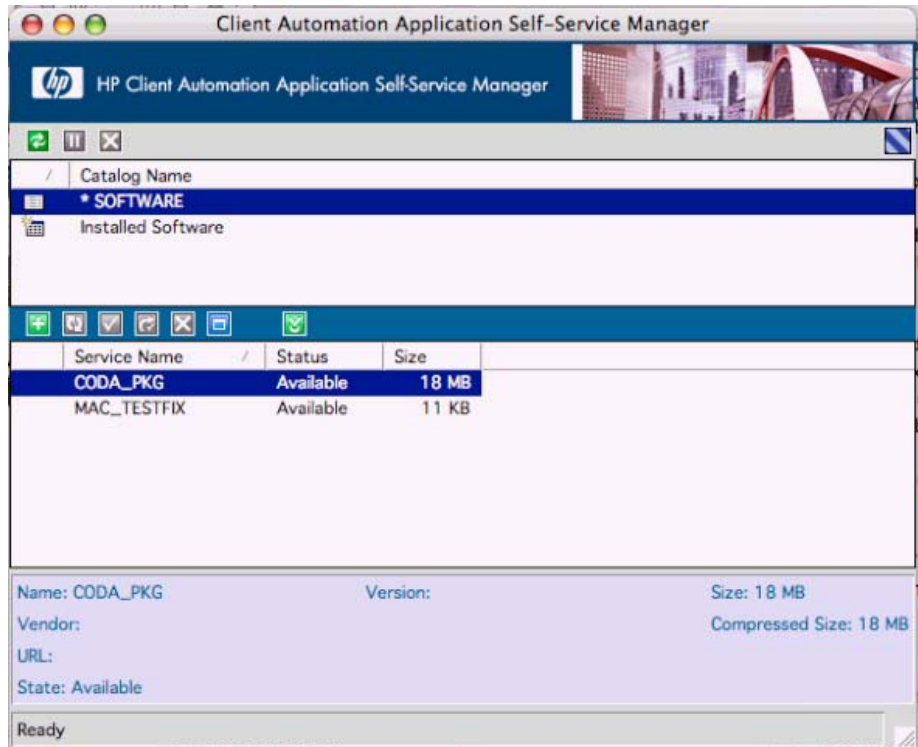 Client Automation Application Self-Service Manager
hp HP Client Automation Application Self-Service Manager
Catalog Name
* SOFTWARE
Installed Software
Service Name Status Size
CODA_PKG Available 18 MB
MAC_TESTFIX Available 11 KB
Name: CODA_PKG Version: Size: 18 MB
Vendor: Compressed Size: 18 MB
URL:
State: Available
Ready